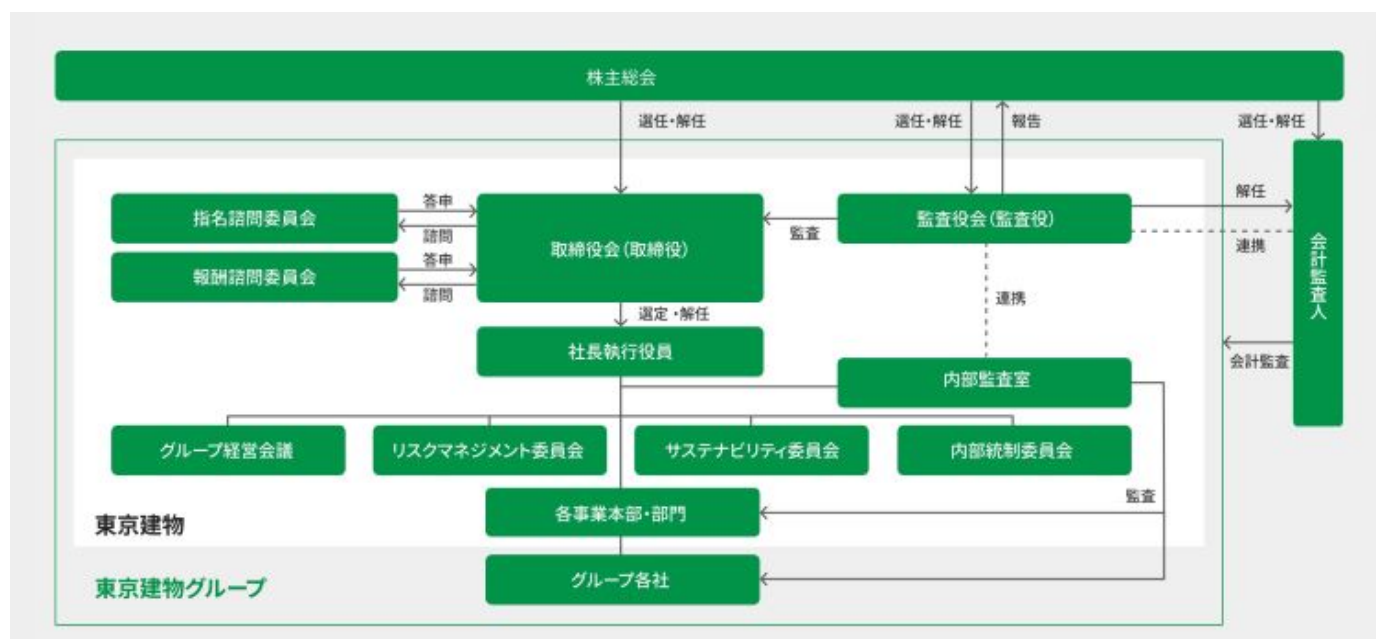 株主総会
選任・解任
選任・解任
報告
選任・解任
指名諮問委員会
答申
諮問
報酬諮問委員会
答申
諮問
取締役会(取締役)
監査
監査役会(監査役)
解任
連携
会計監査人
選定・解任
連携
社長執行役員
会計監査
内部監査室
グループ経営会議
リスクマネジメント委員会
サステナビリティ委員会
内部統制委員会
監査
各事業本部・部門
東京建物
グループ各社
東京建物グループ